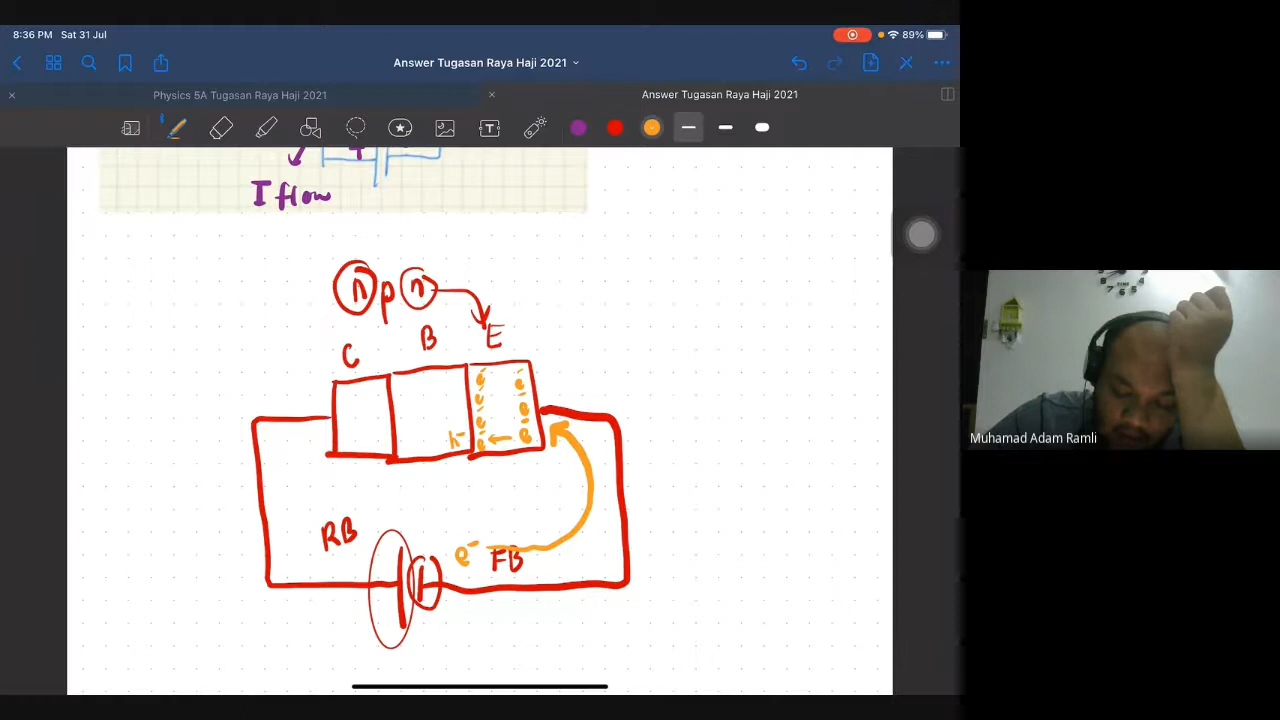 8:36 PM Sat 31 Jul
89%
Answer Tugasan Raya Haji 2021
Physics 5A Tugasan Raya Haji 2021
Answer Tugasan Raya Haji 2021
T
I flow
n p n
C B E
e⁻ e⁻
e⁻ e⁻
e⁻ e⁻
h⁻ e⁻ e⁻
RB
e⁻ FB
Muhamad Adam Ramli